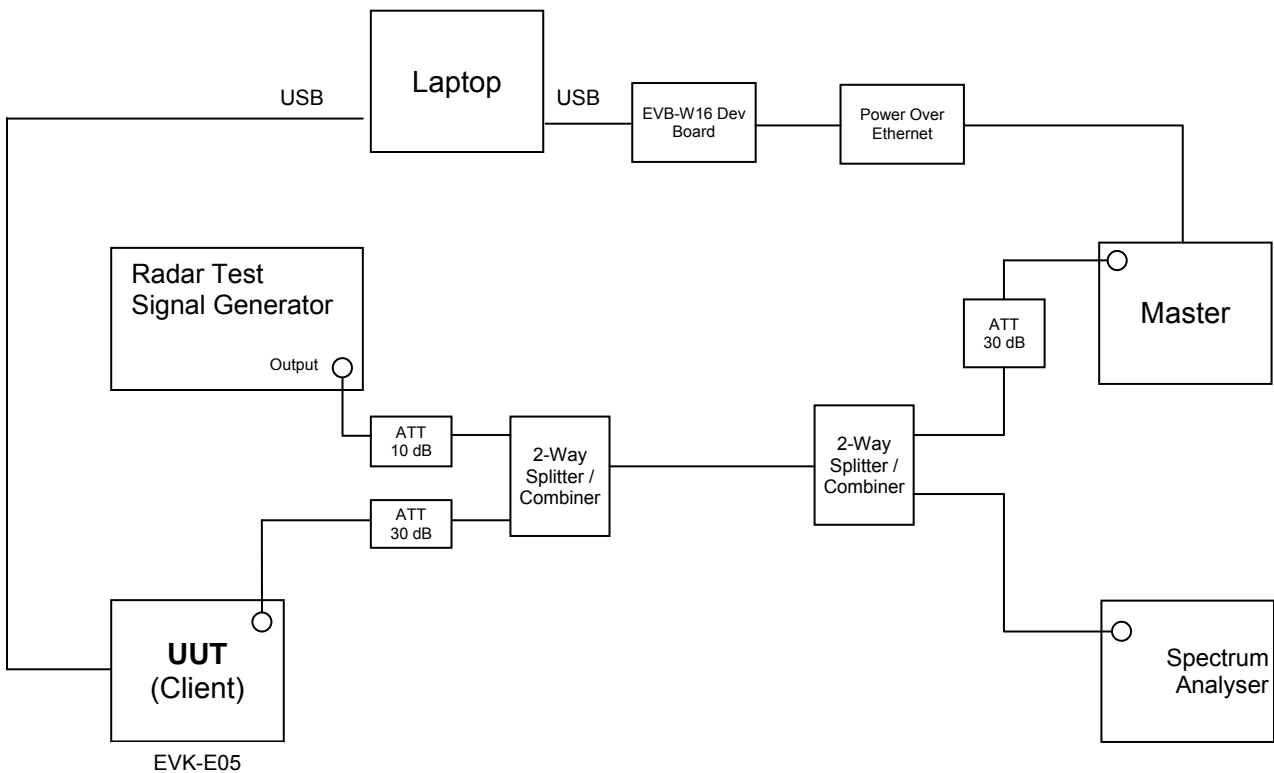 Laptop
USB
USB
EVB-W16 Dev
Board
Power Over
Ethernet
Radar Test
Signal Generator
Output
ATT
10 dB
ATT
30 dB
2-Way
Splitter /
Combiner
2-Way
Splitter /
Combiner
ATT
30 dB
Master
UUT
(Client)
EVK-E05
Spectrum
Analyser